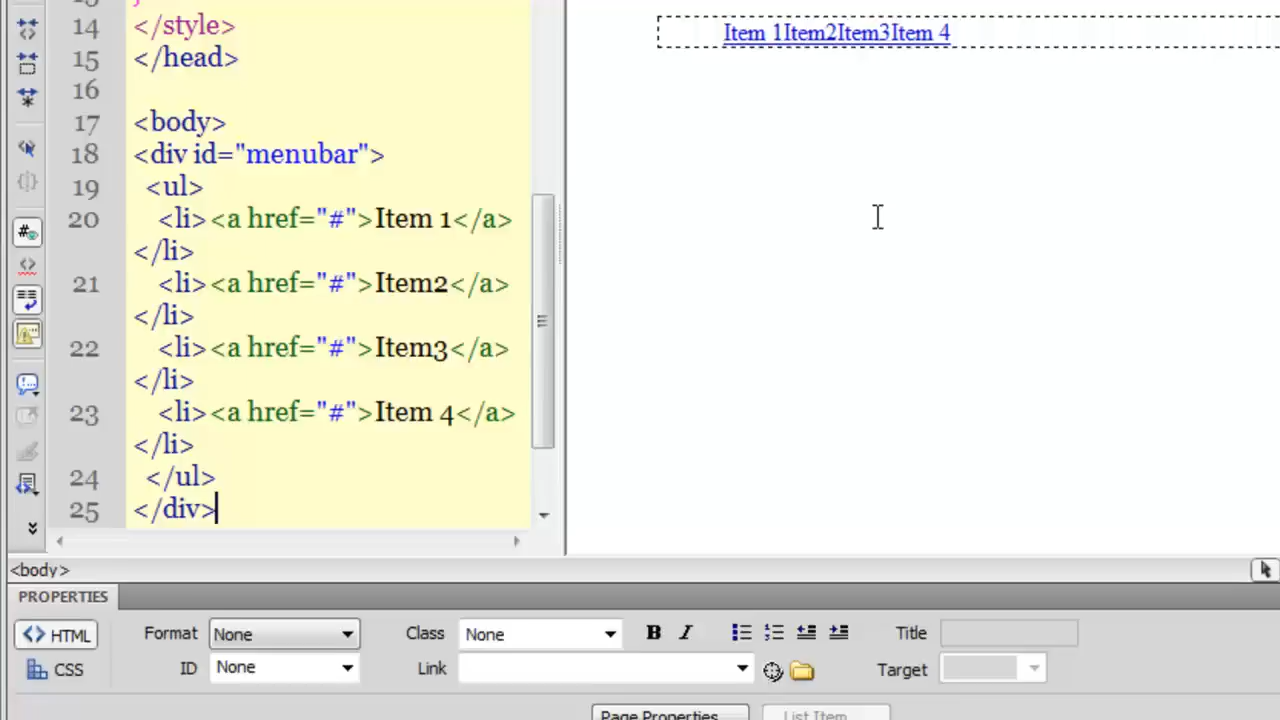 14 </style>
15 </head>
16
17 <body>
18 <div id="menubar">
19 <ul>
20 <li><a href="#">Item 1</a>
</li>
21 <li><a href="#">Item2</a>
</li>
22 <li><a href="#">Item3</a>
</li>
23 <li><a href="#">Item 4</a>
</li>
24 </ul>
25 </div>
Item 1Item2Item3Item 4
<body>
PROPERTIES
<> HTML Format None Class None B I Title
CSS ID None Link Target
Page Properties List Item